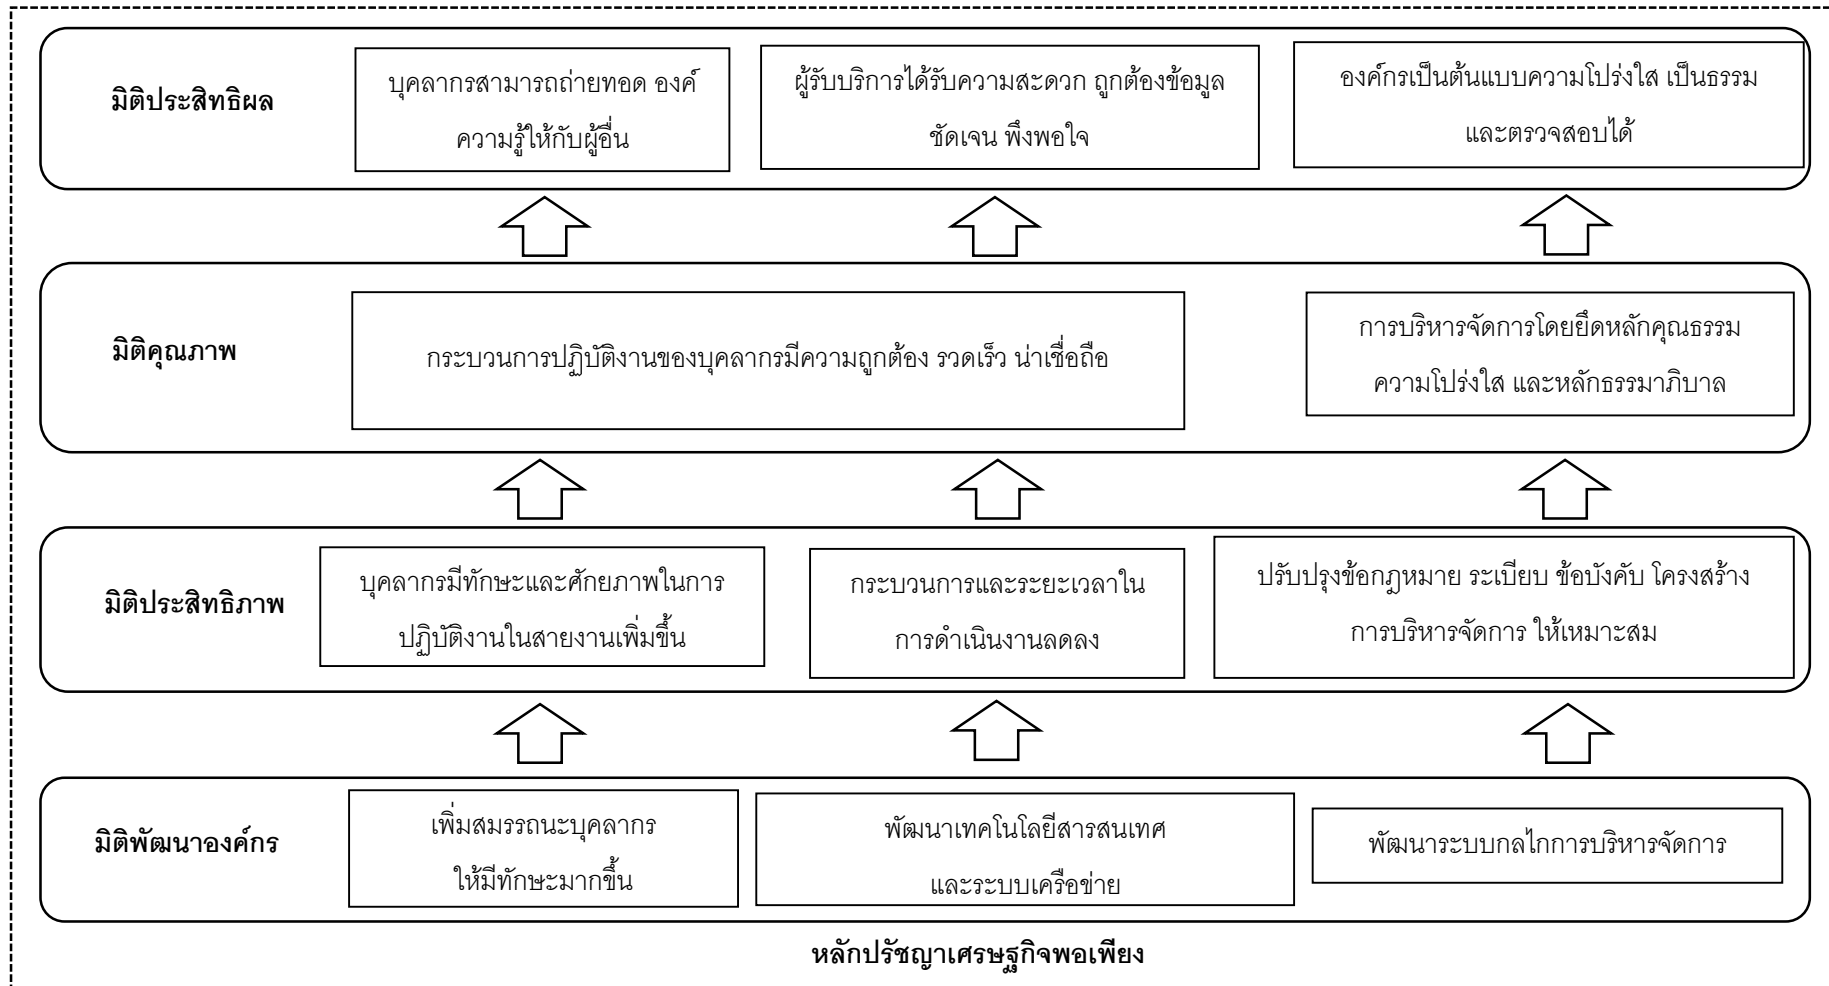 มิติประสิทธิผล
บุคลากรสามารถถ่ายทอด องค์
ความรู้ให้กับผู้อื่น
ผู้รับบริการได้รับความสะดวก ถูกต้องข้อมูล
ชัดเจน พึงพอใจ
องค์กรเป็นต้นแบบความโปร่งใส เป็นธรรม
และตรวจสอบได้
มิติคุณภาพ
กระบวนการปฏิบัติงานของบุคลากรมีความถูกต้อง รวดเร็ว น่าเชื่อถือ
การบริหารจัดการโดยยึดหลักคุณธรรม
ความโปร่งใส และหลักธรรมาภิบาล
มิติประสิทธิภาพ
บุคลากรมีทักษะและศักยภาพในการ
ปฏิบัติงานในสายงานเพิ่มขึ้น
กระบวนการและระยะเวลาใน
การดำเนินงานลดลง
ปรับปรุงข้อกฎหมาย ระเบียบ ข้อบังคับ โครงสร้าง
การบริหารจัดการ ให้เหมาะสม
มิติพัฒนาองค์กร
เพิ่มสมรรถนะบุคลากร
ให้มีทักษะมากขึ้น
พัฒนาเทคโนโลยีสารสนเทศ
และระบบเครือข่าย
พัฒนาระบบกลไกการบริหารจัดการ
หลักปรัชญาเศรษฐกิจพอเพียง